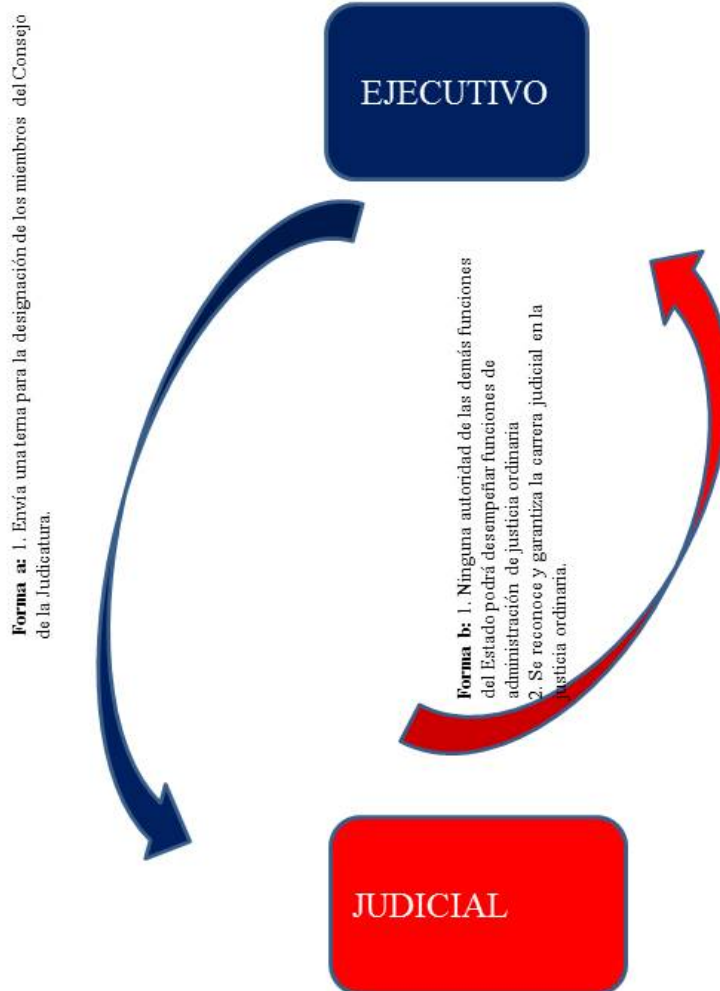 EJECUTIVO
Forma a: 1. Envía una terna para la designación de los miembros del Consejo
de la Judicatura.
Forma b: 1. Ninguna autoridad de las demás funciones
del Estado podrá desempeñar funciones de
administración de justicia ordinaria
2. Se reconoce y garantiza la carrera judicial en la
justicia ordinaria.
JUDICIAL